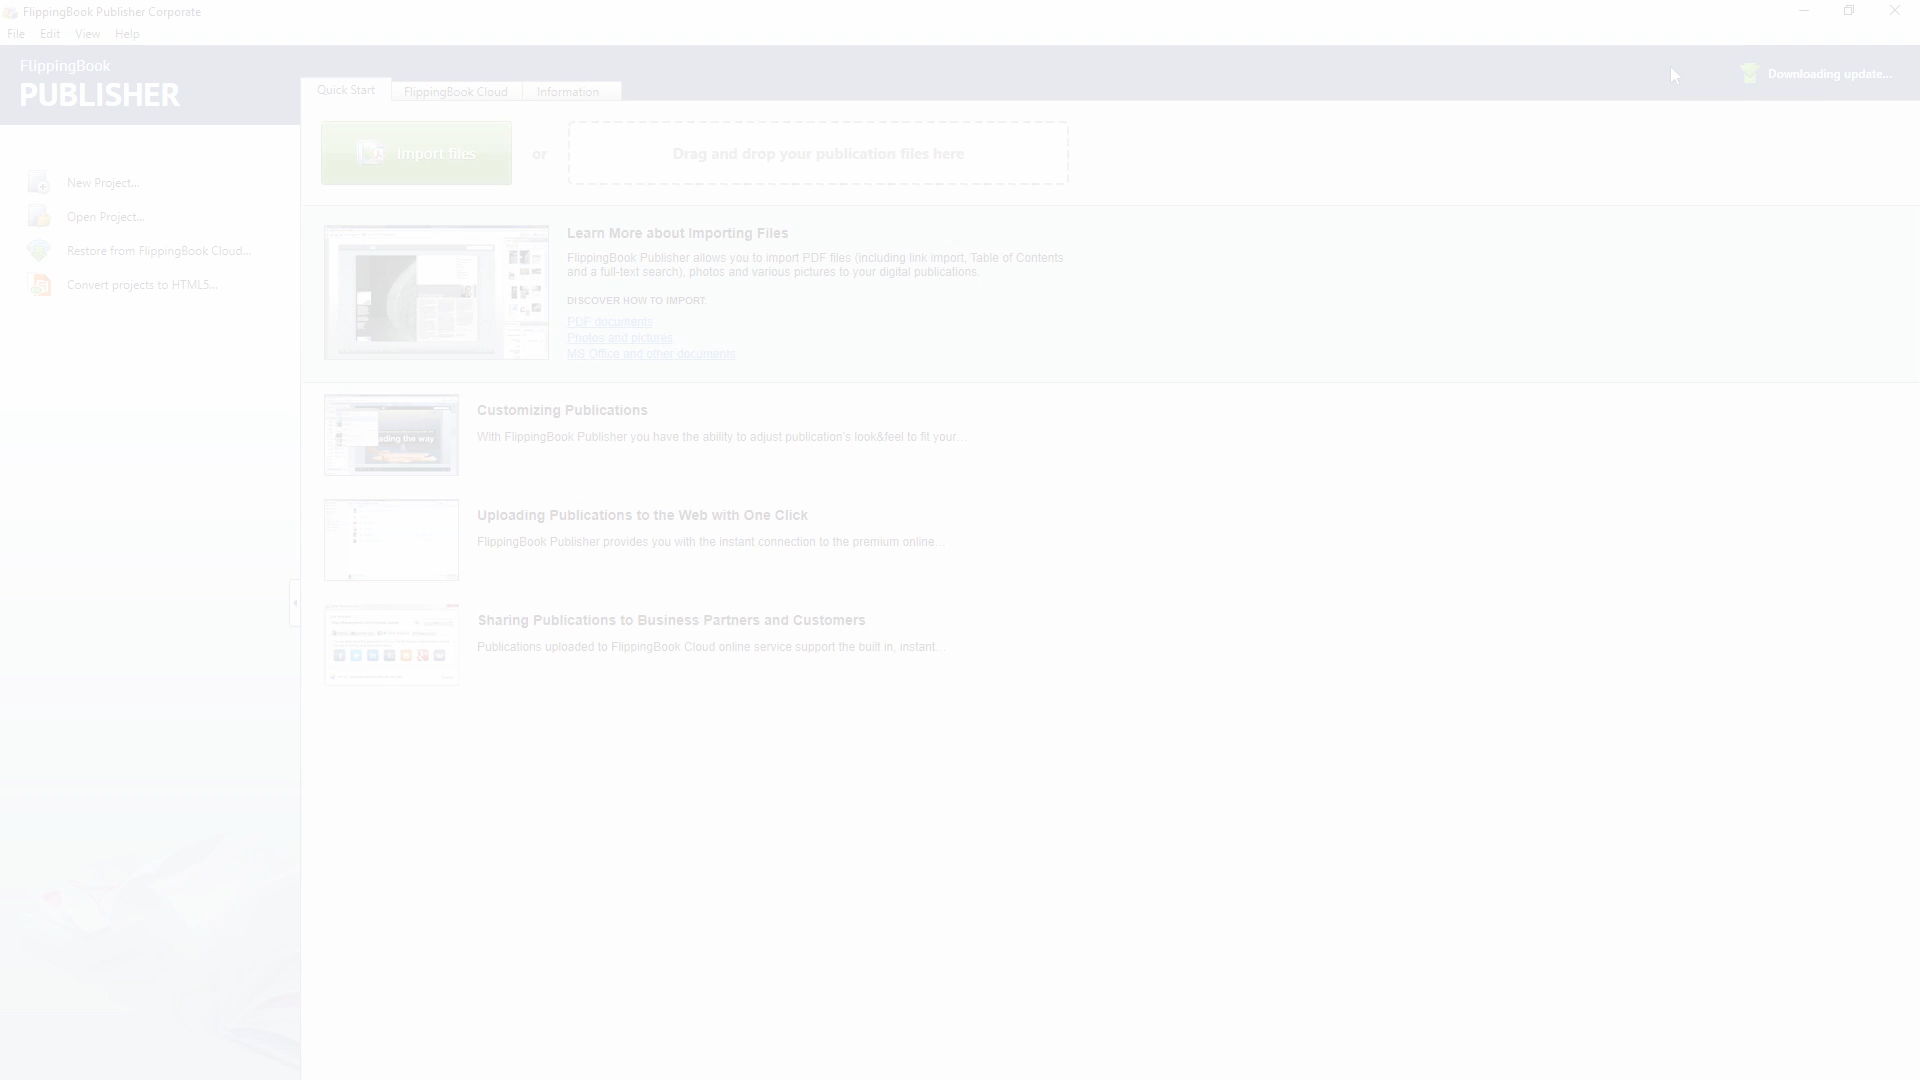 FlippingBook Publisher Corporate
File Edit View Help
FlippingBook
PUBLISHER
Downloading update...
Quick Start FlippingBook Cloud Information
Import files or Drag and drop your publication files here
New Project...
Open Project...
Restore from FlippingBook Cloud...
Convert projects to HTML5...
Learn More about Importing Files
FlippingBook Publisher allows you to import PDF files (including link import, Table of Contents
and a full-text search), photos and various pictures to your digital publications.
DISCOVER HOW TO IMPORT:
PDF documents
Photos and pictures
MS Office and other documents
Customizing Publications
With FlippingBook Publisher you have the ability to adjust publication's look&feel to fit your...
ading the way
Uploading Publications to the Web with One Click
FlippingBook Publisher provides you with the instant connection to the premium online...
Sharing Publications to Business Partners and Customers
Publications uploaded to FlippingBook Cloud online service support the built in, instant...